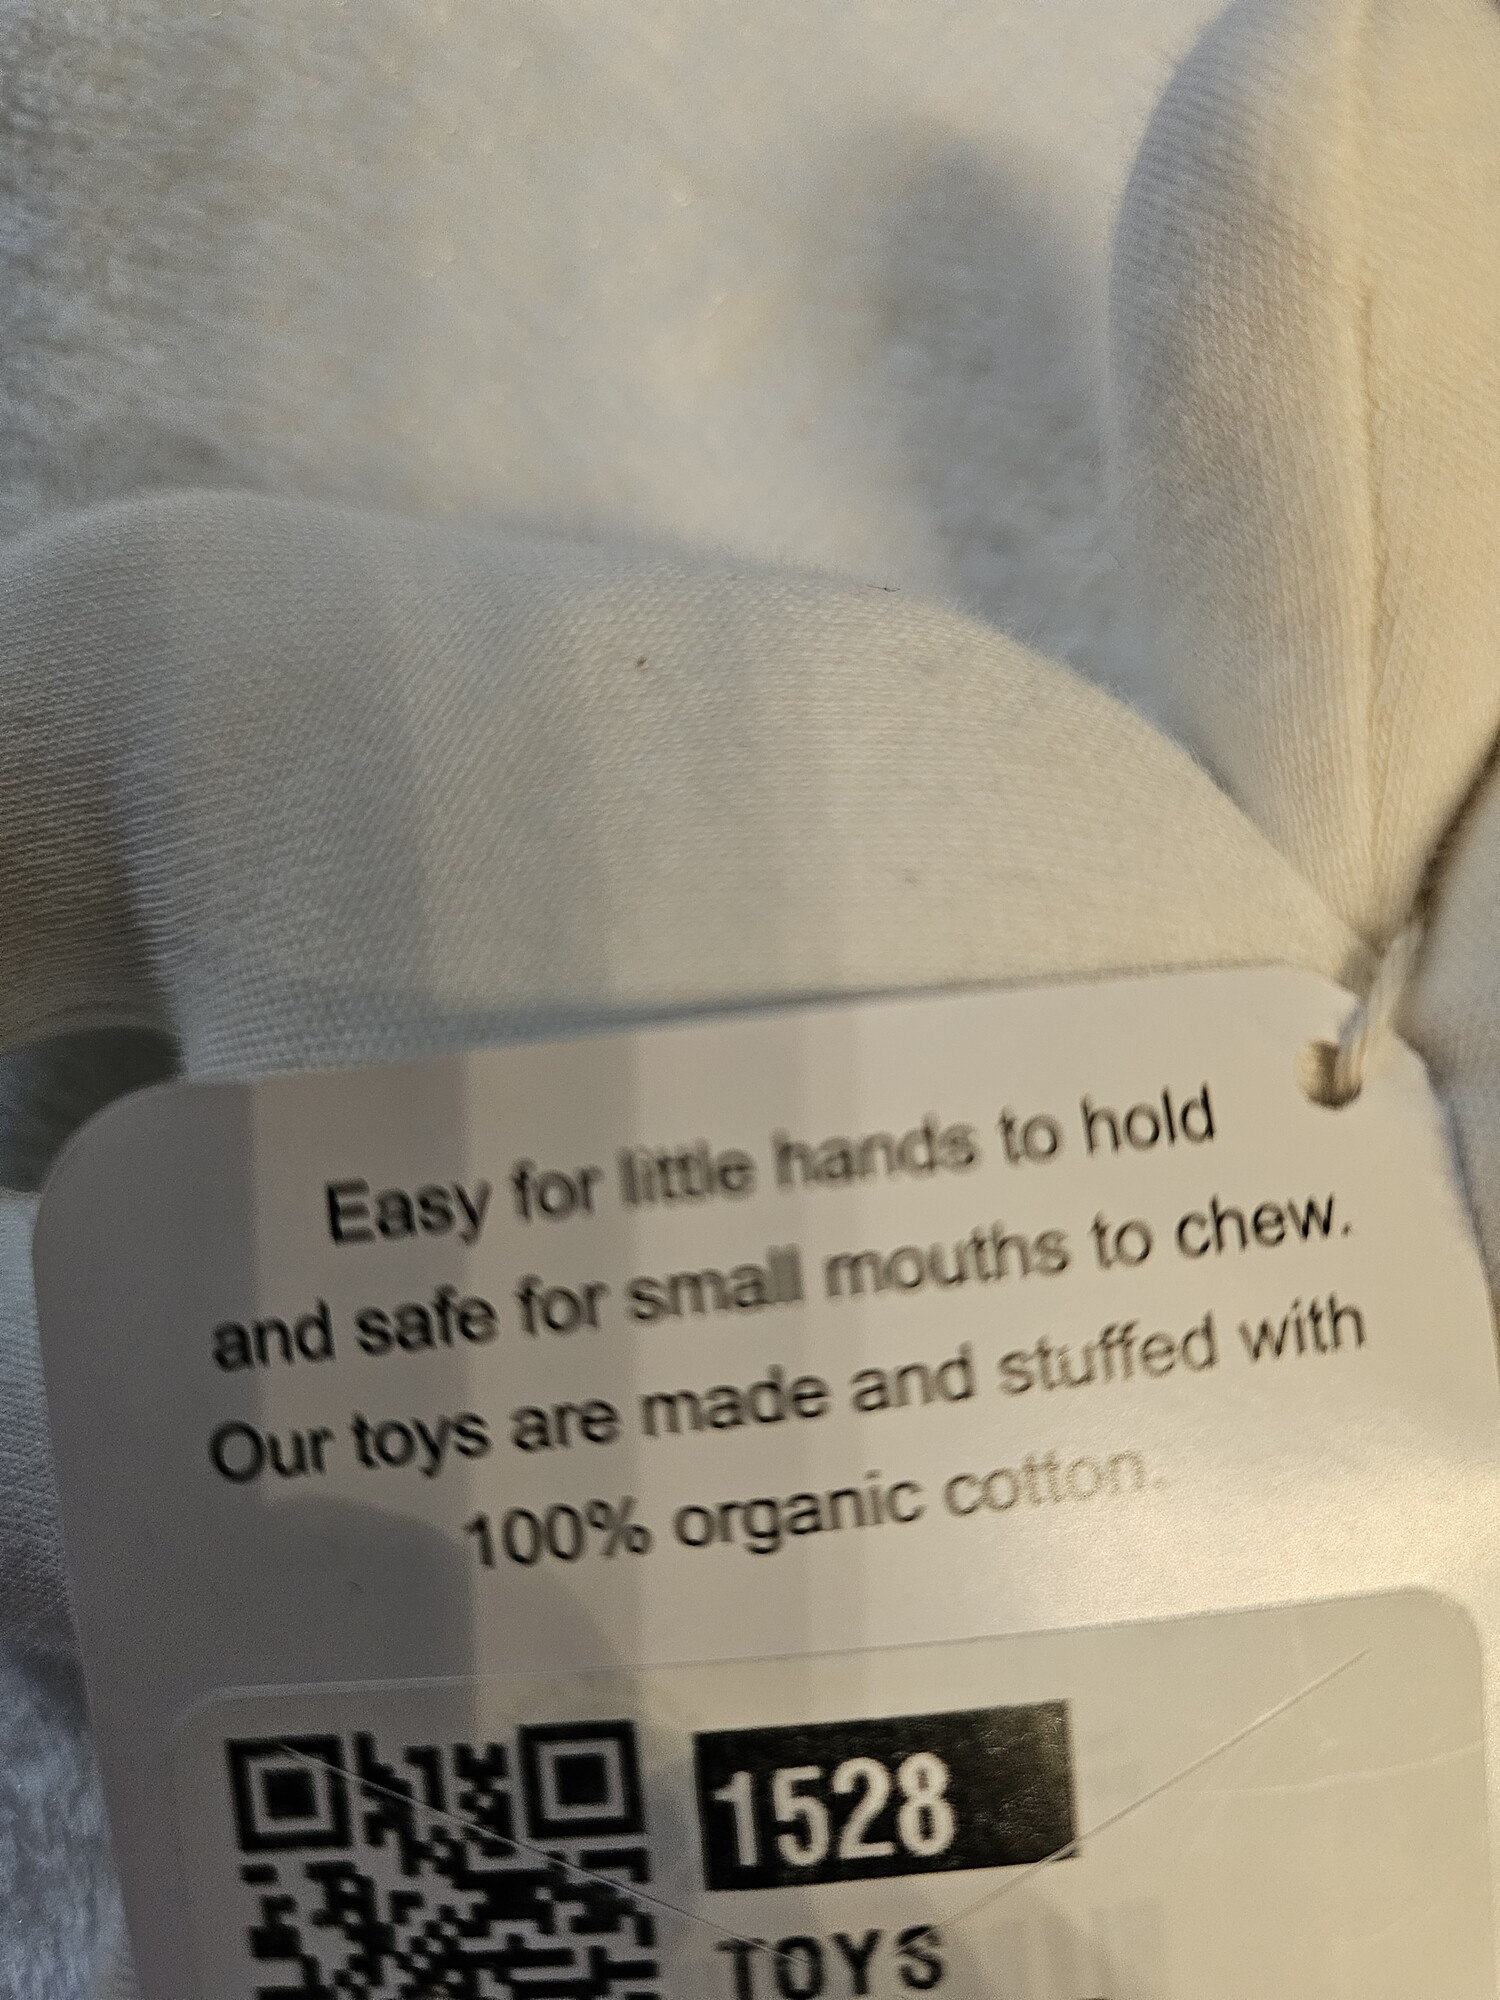 Easy for little hands to hold
and safe for small mouths to chew.
Our toys are made and stuffed with
100% organic cotton.
1528
TOYS